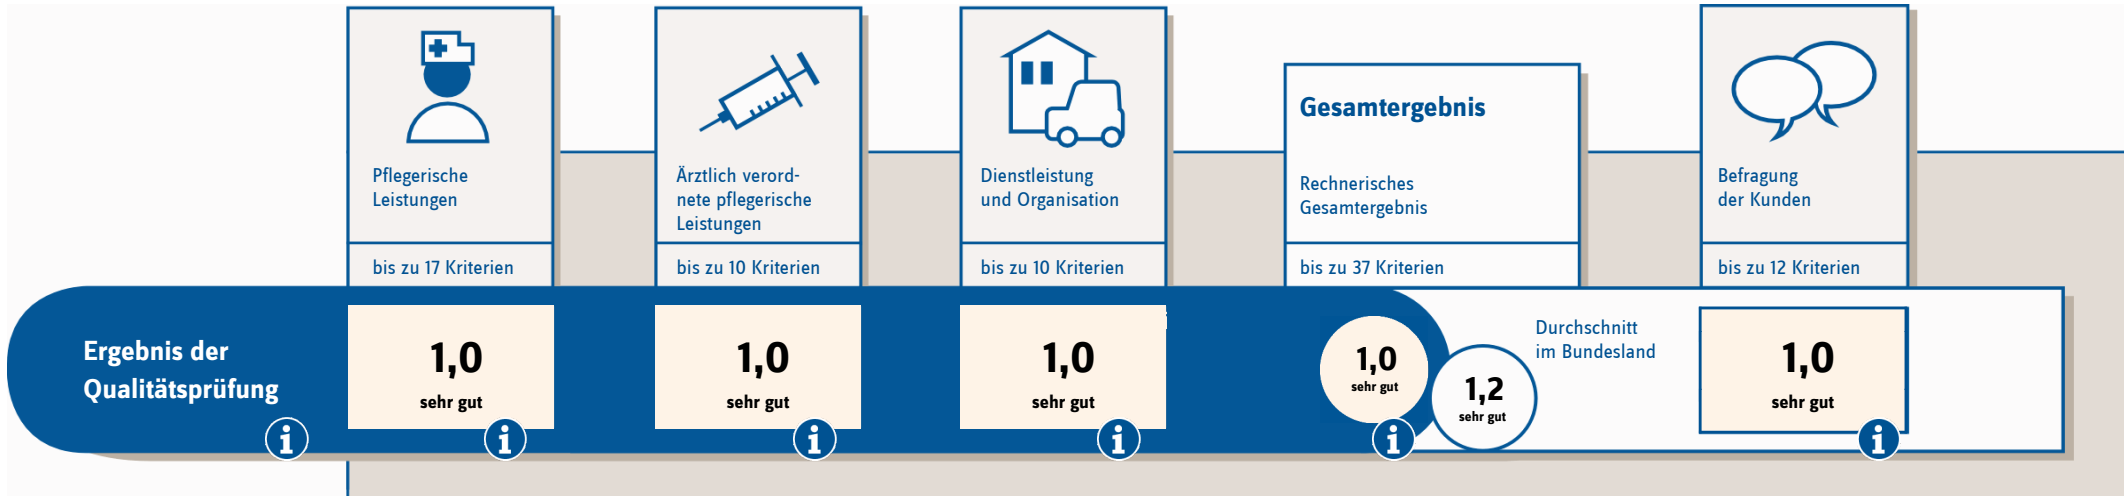 Pflegerische
Leistungen
bis zu 17 Kriterien
Ärztlich verord-
nete pflegerische
Leistungen
bis zu 10 Kriterien
Dienstleistung
und Organisation
bis zu 10 Kriterien
Gesamtergebnis
Rechnerisches
Gesamtergebnis
bis zu 37 Kriterien
Befragung
der Kunden
bis zu 12 Kriterien
Ergebnis der
Qualitätsprüfung
i
1,0
sehr gut
i
1,0
sehr gut
i
1,0
sehr gut
i
1,0
sehr gut
i
1,2
sehr gut
Durchschnitt
im Bundesland
1,0
sehr gut
i